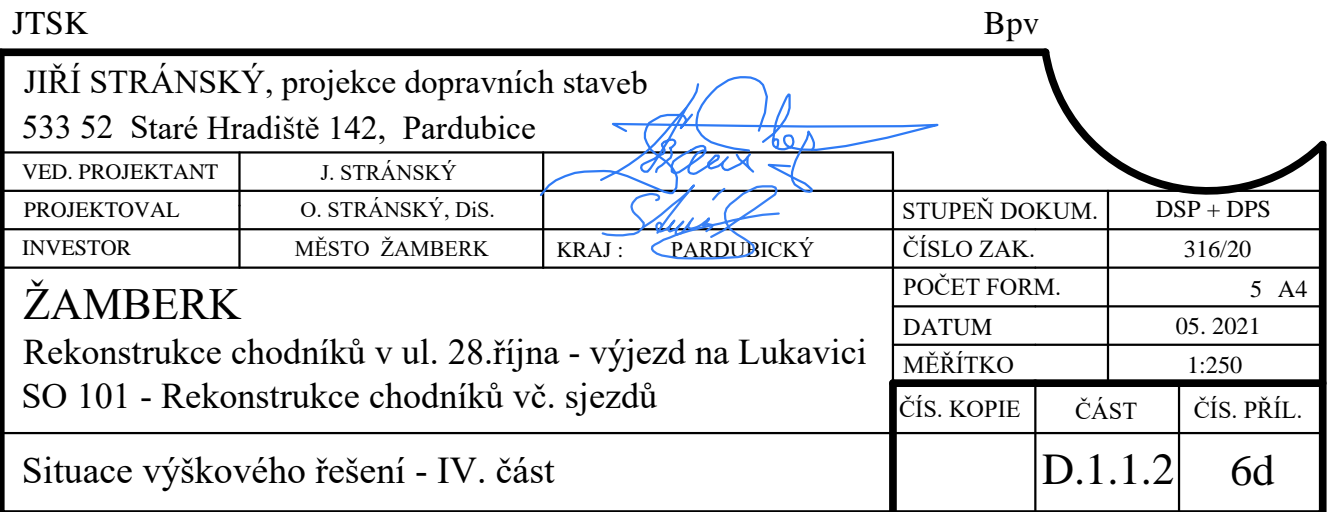 JTSK Bpv
JIŘÍ STRÁNSKÝ, projekce dopravních staveb
533 52 Staré Hradiště 142, Pardubice
VED. PROJEKTANT J. STRÁNSKÝ
PROJEKTOVAL O. STRÁNSKÝ, DiS.
INVESTOR MĚSTO ŽAMBERK KRAJ : PARDUBICKÝ
STUPEŇ DOKUM. DSP + DPS
ČÍSLO ZAK. 316/20
POČET FORM. 5 A4
DATUM 05. 2021
MĚŘÍTKO 1:250
ŽAMBERK
Rekonstrukce chodníků v ul. 28.října - výjezd na Lukavici
SO 101 - Rekonstrukce chodníků vč. sjezdů
ČÍS. KOPIE ČÁST ČÍS. PŘÍL.
Situace výškového řešení - IV. část
D.1.1.2 6d